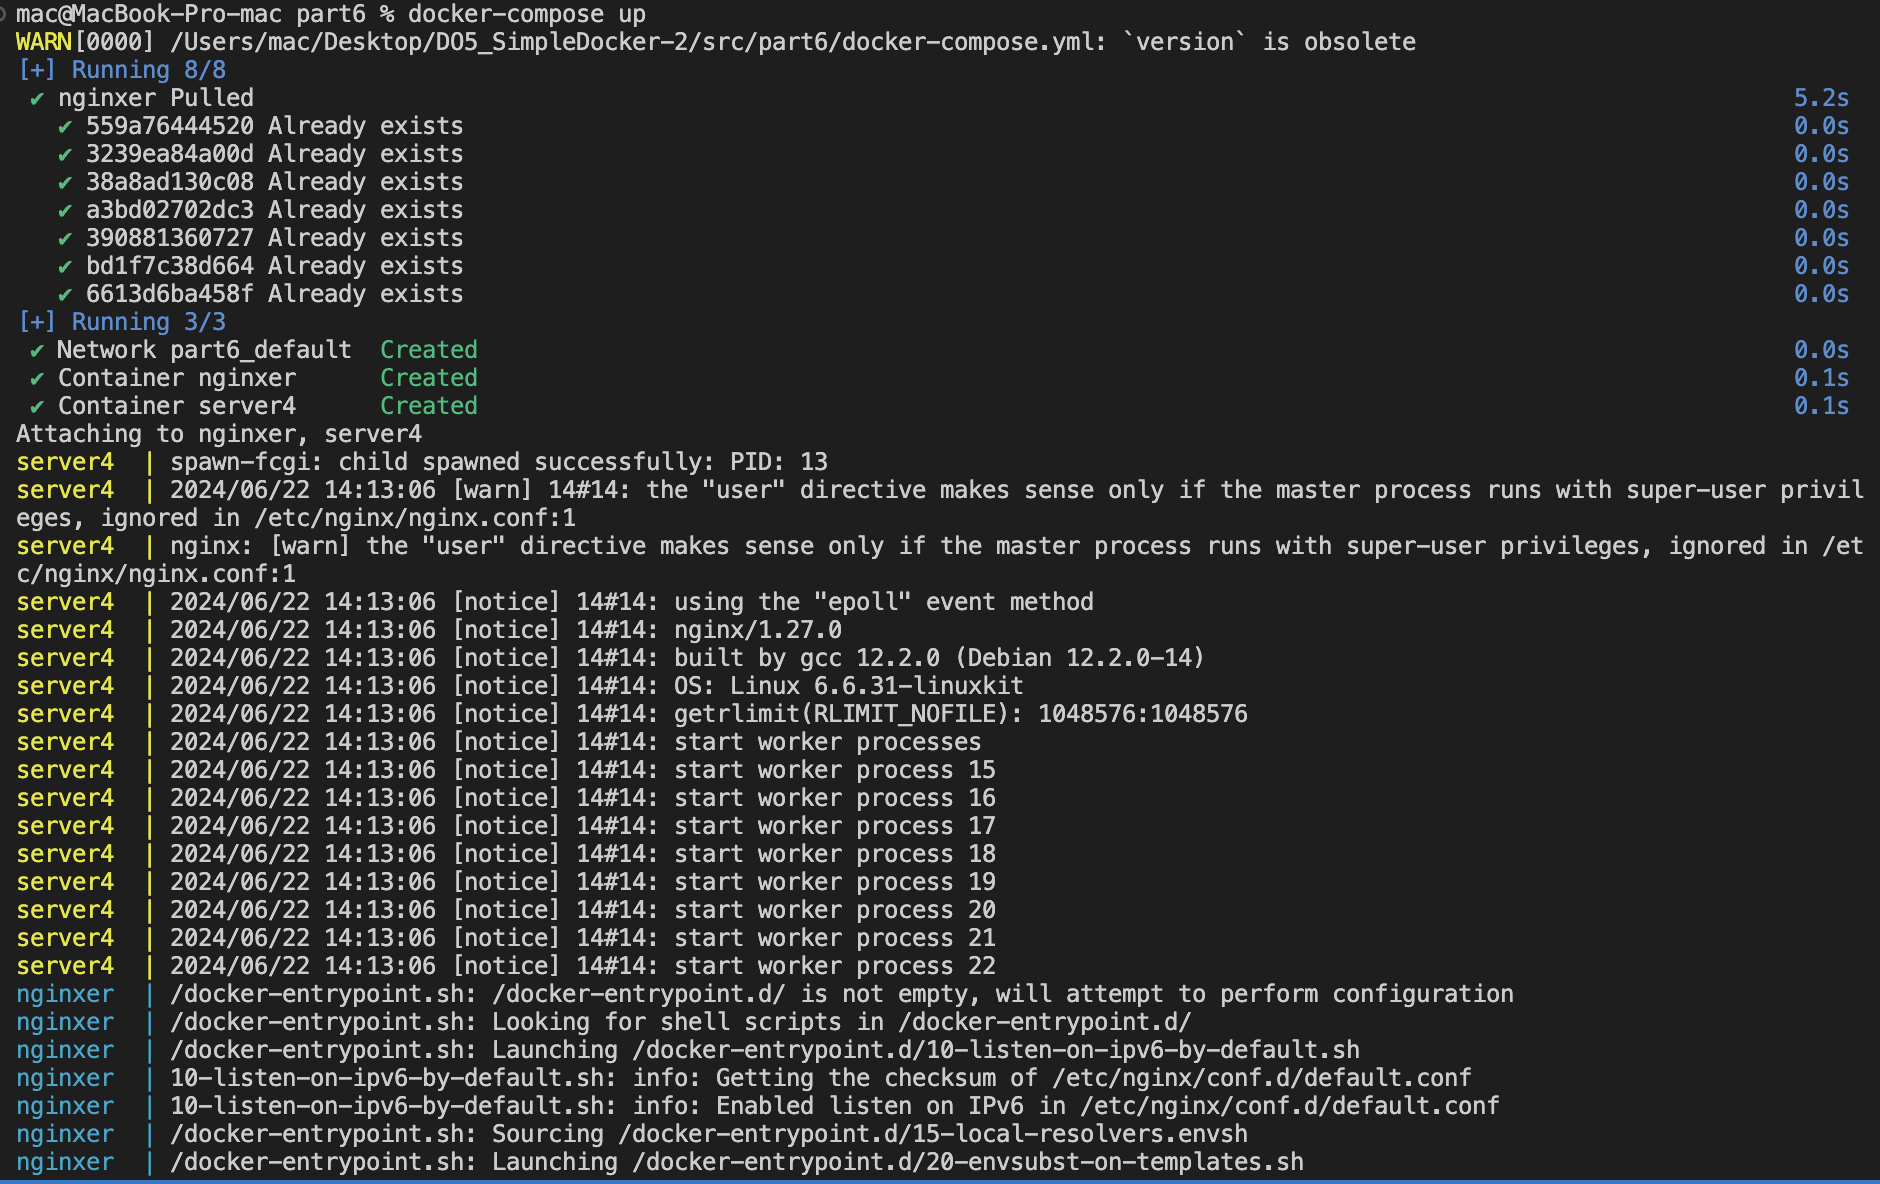 mac@MacBook-Pro-mac part6 % docker-compose up
WARN[0000] /Users/mac/Desktop/DO5_SimpleDocker-2/src/part6/docker-compose.yml: `version` is obsolete
[+] Running 8/8
✔ nginxer Pulled 5.2s
✔ 559a76444520 Already exists 0.0s
✔ 3239ea84a00d Already exists 0.0s
✔ 38a8ad130c08 Already exists 0.0s
✔ a3bd02702dc3 Already exists 0.0s
✔ 390881360727 Already exists 0.0s
✔ bd1f7c38d664 Already exists 0.0s
✔ 6613d6ba458f Already exists 0.0s
[+] Running 3/3
✔ Network part6_default Created 0.0s
✔ Container nginxer Created 0.1s
✔ Container server4 Created 0.1s
Attaching to nginxer, server4
server4 | spawn-fcgi: child spawned successfully: PID: 13
server4 | 2024/06/22 14:13:06 [warn] 14#14: the "user" directive makes sense only if the master process runs with super-user privil
eges, ignored in /etc/nginx/nginx.conf:1
server4 | nginx: [warn] the "user" directive makes sense only if the master process runs with super-user privileges, ignored in /et
c/nginx/nginx.conf:1
server4 | 2024/06/22 14:13:06 [notice] 14#14: using the "epoll" event method
server4 | 2024/06/22 14:13:06 [notice] 14#14: nginx/1.27.0
server4 | 2024/06/22 14:13:06 [notice] 14#14: built by gcc 12.2.0 (Debian 12.2.0-14)
server4 | 2024/06/22 14:13:06 [notice] 14#14: OS: Linux 6.6.31-linuxkit
server4 | 2024/06/22 14:13:06 [notice] 14#14: getrlimit(RLIMIT_NOFILE): 1048576:1048576
server4 | 2024/06/22 14:13:06 [notice] 14#14: start worker processes
server4 | 2024/06/22 14:13:06 [notice] 14#14: start worker process 15
server4 | 2024/06/22 14:13:06 [notice] 14#14: start worker process 16
server4 | 2024/06/22 14:13:06 [notice] 14#14: start worker process 17
server4 | 2024/06/22 14:13:06 [notice] 14#14: start worker process 18
server4 | 2024/06/22 14:13:06 [notice] 14#14: start worker process 19
server4 | 2024/06/22 14:13:06 [notice] 14#14: start worker process 20
server4 | 2024/06/22 14:13:06 [notice] 14#14: start worker process 21
server4 | 2024/06/22 14:13:06 [notice] 14#14: start worker process 22
nginxer | /docker-entrypoint.sh: /docker-entrypoint.d/ is not empty, will attempt to perform configuration
nginxer | /docker-entrypoint.sh: Looking for shell scripts in /docker-entrypoint.d/
nginxer | /docker-entrypoint.sh: Launching /docker-entrypoint.d/10-listen-on-ipv6-by-default.sh
nginxer | 10-listen-on-ipv6-by-default.sh: info: Getting the checksum of /etc/nginx/conf.d/default.conf
nginxer | 10-listen-on-ipv6-by-default.sh: info: Enabled listen on IPv6 in /etc/nginx/conf.d/default.conf
nginxer | /docker-entrypoint.sh: Sourcing /docker-entrypoint.d/15-local-resolvers.envsh
nginxer | /docker-entrypoint.sh: Launching /docker-entrypoint.d/20-envsubst-on-templates.sh